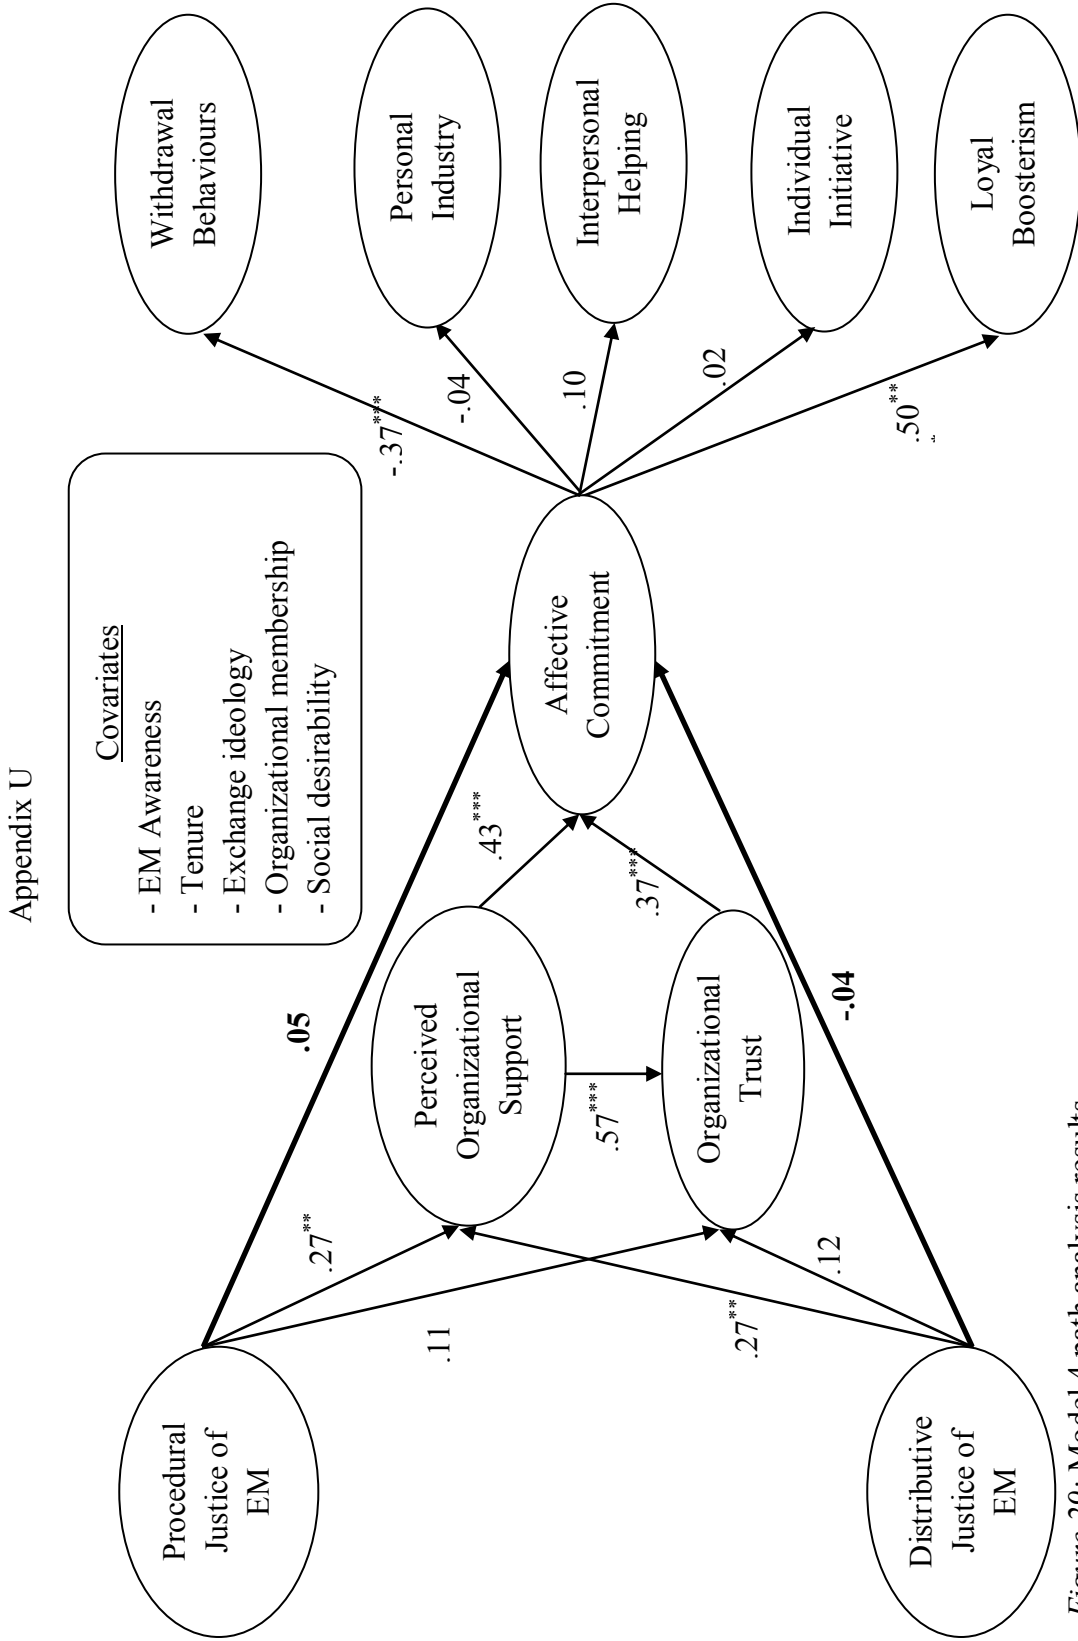 Appendix U
Covariates
- EM Awareness
- Tenure
- Exchange ideology
- Organizational membership
- Social desirability
Procedural
Justice of
EM
Distributive
Justice of
EM
.05
.27**
.11
.27**
.12
-.04
Perceived
Organizational
Support
.57***
Organizational
Trust
.43***
.37***
Affective
Commitment
-.37***
-.04
.10
.02
.50**
*
Withdrawal
Behaviours
Personal
Industry
Interpersonal
Helping
Individual
Initiative
Loyal
Boosterism
Figure 20: Model 4 path analysis results